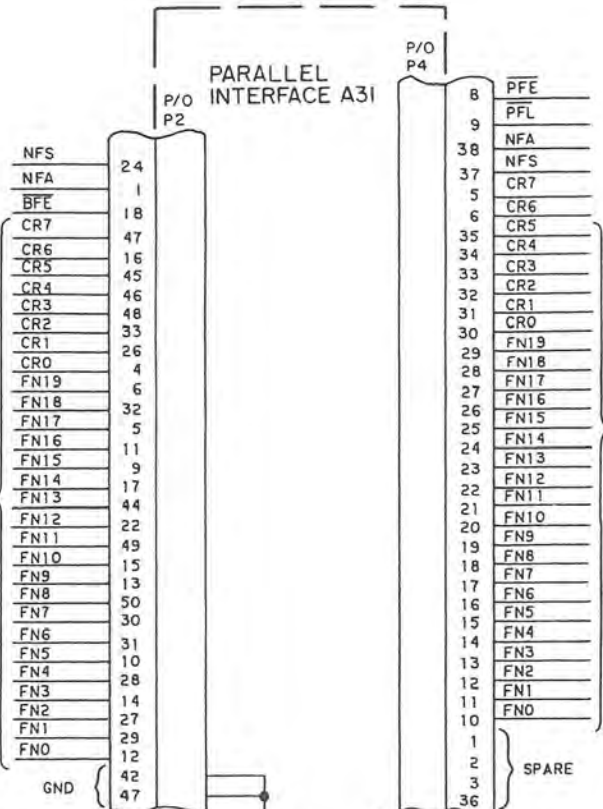 PARALLEL
INTERFACE A31
P/O
P2
NFS 24
NFA 1
B̅F̅E̅ 18
CR7 47
CR6 16
CR5 45
CR4 46
CR3 48
CR2 33
CR1 26
CR0 4
FN19 6
FN18 32
FN17 5
FN16 11
FN15 9
FN14 17
FN13 44
FN12 22
FN11 49
FN10 15
FN9 13
FN8 50
FN7 30
FN6 31
FN5 10
FN4 28
FN3 14
FN2 27
FN1 29
FN0 12
GND
42
47
P/O
P4
8 P̅F̅E̅
9 P̅F̅L̅
38 NFA
37 NFS
5 CR7
6 CR6
35 CR5
34 CR4
33 CR3
32 CR2
31 CR1
30 CR0
29 FN19
28 FN18
27 FN17
26 FN16
25 FN15
24 FN14
23 FN13
22 FN12
21 FN11
20 FN10
19 FN9
18 FN8
17 FN7
16 FN6
15 FN5
14 FN4
13 FN3
12 FN2
11 FN1
10 FN0
1
2
3
36
SPARE